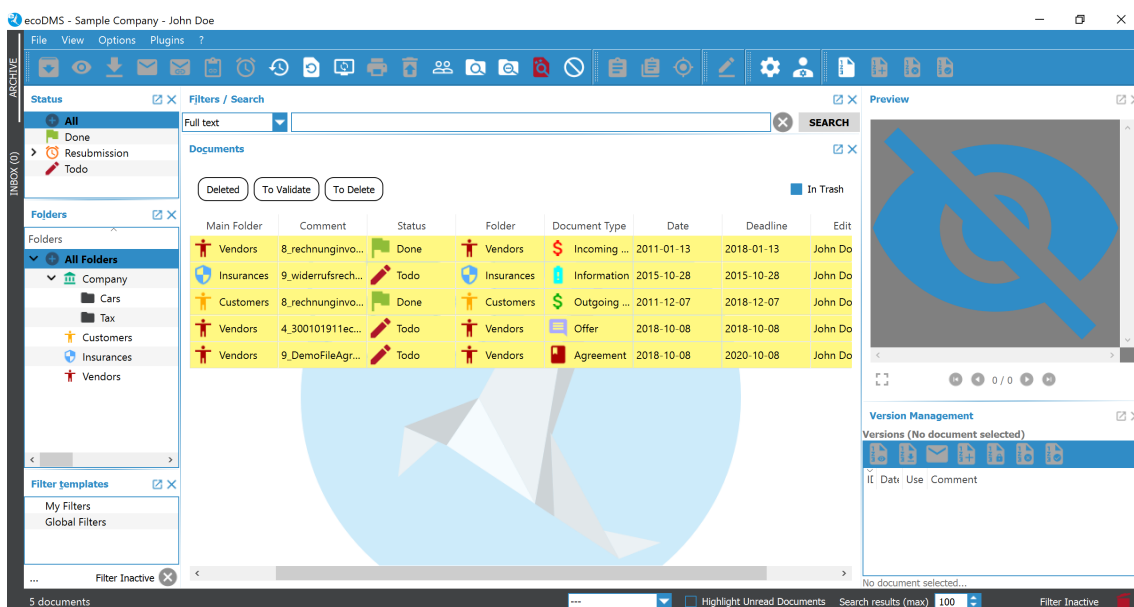 ecoDMS - Sample Company - John Doe
File View Options Plugins ?
ARCHIVE
INBOX (0)
Status
All
Done
Resubmission
Todo
Folders
Folders
All Folders
Company
Cars
Tax
Customers
Insurances
Vendors
Filter templates
My Filters
Global Filters
... Filter Inactive
Filters / Search
Full text SEARCH
Documents
Deleted To Validate To Delete In Trash
Main Folder Comment Status Folder Document Type Date Deadline Edit
Vendors 8_rechnunginvo... Done Vendors Incoming ... 2011-01-13 2018-01-13 John Do
Insurances 9_widerrufsrech... Todo Insurances Information 2015-10-28 2015-10-28 John Do
Customers 8_rechnunginvo... Done Customers Outgoing ... 2011-12-07 2018-12-07 John Do
Vendors 4_300101911ec... Todo Vendors Offer 2018-10-08 2018-10-08 John Do
Vendors 9_DemoFileAgr... Todo Vendors Agreement 2018-10-08 2020-10-08 John Do
Preview
0 / 0
Version Management
Versions (No document selected)
Date Use Comment
No document selected...
5 documents --- Highlight Unread Documents Search results (max) 100 Filter Inactive